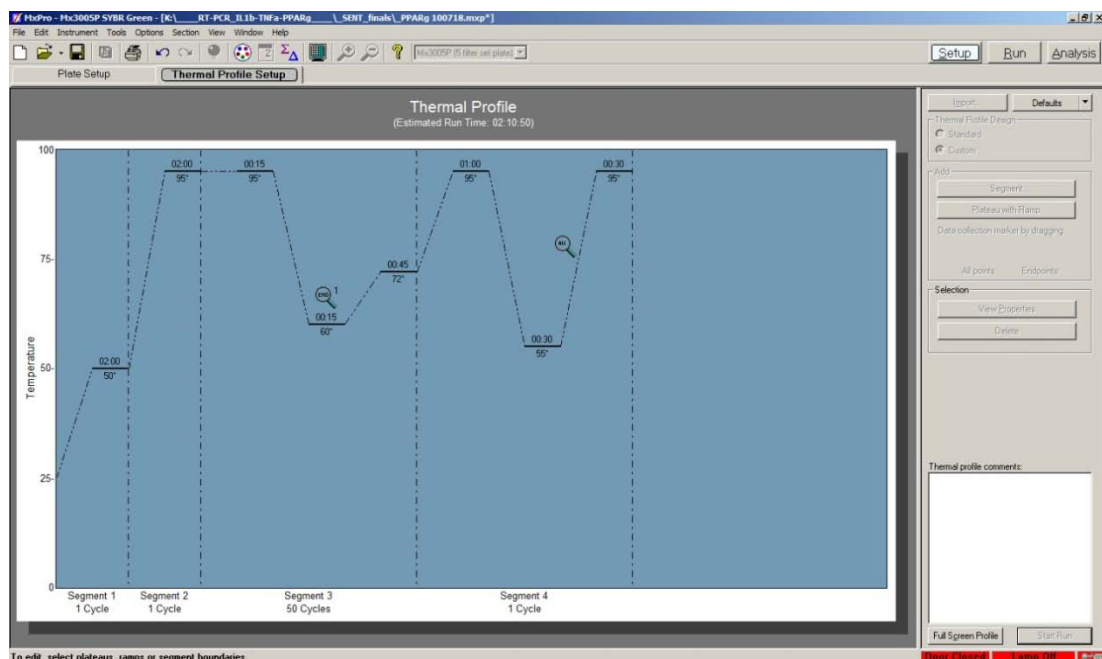 MxPro - Mx3005P SYBR Green - [K:\____RT-PCR_IL1b-TNFa-PPARg____\_SENT_finals\_PPARg 100718.mxp*]
File Edit Instrument Tools Options Section View Window Help
Mx3005P (5 filter set plate)
Setup Run Analysis
Plate Setup Thermal Profile Setup
Thermal Profile
(Estimated Run Time: 02:10:50)
Import... Defaults
Thermal Profile Design
Standard
Custom
Add
Segment
Plateau with Ramp
Data collection marker by dragging:
All points Endpoints
Selection
View Properties
Delete
Thermal profile comments:
Full Screen Profile Start Run
Temperature
100
75
50
25
0
02:00
50°
02:00
95°
00:15
95°
END 1
00:15
60°
00:45
72°
01:00
95°
00:30
55°
ALL
00:30
95°
Segment 1
1 Cycle
Segment 2
1 Cycle
Segment 3
50 Cycles
Segment 4
1 Cycle
To edit, select plateaus, ramps or segment boundaries.
Door Closed Lamp Off